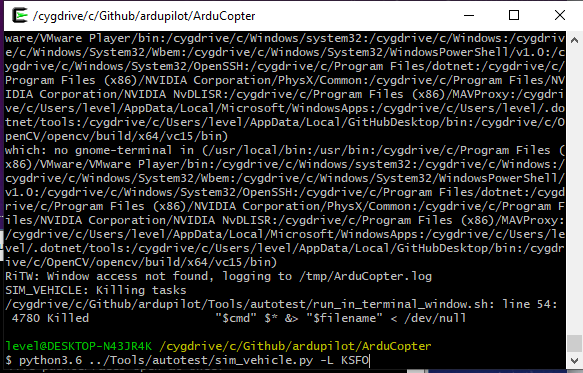 /cygdrive/c/Github/ardupilot/ArduCopter
ware/VMware Player/bin:/cygdrive/c/Windows/system32:/cygdrive/c/Windows:/cygdriv
e/c/Windows/System32/Wbem:/cygdrive/c/Windows/System32/WindowsPowerShell/v1.0:/c
ygdrive/c/Windows/System32/OpenSSH:/cygdrive/c/Program Files/dotnet:/cygdrive/c/
Program Files (x86)/NVIDIA Corporation/PhysX/Common:/cygdrive/c/Program Files/NV
IDIA Corporation/NVIDIA NvDLISR:/cygdrive/c/Program Files (x86)/MAVProxy:/cygdri
ve/c/Users/level/AppData/Local/Microsoft/WindowsApps:/cygdrive/c/Users/level/.do
tnet/tools:/cygdrive/c/Users/level/AppData/Local/GitHubDesktop/bin:/cygdrive/c/O
penCV/opencv/build/x64/vc15/bin)
which: no gnome-terminal in (/usr/local/bin:/usr/bin:/cygdrive/c/Program Files (
x86)/VMware/VMware Player/bin:/cygdrive/c/Windows/system32:/cygdrive/c/Windows:/
cygdrive/c/Windows/System32/Wbem:/cygdrive/c/Windows/System32/WindowsPowerShell/
v1.0:/cygdrive/c/Windows/System32/OpenSSH:/cygdrive/c/Program Files/dotnet:/cygd
rive/c/Program Files (x86)/NVIDIA Corporation/PhysX/Common:/cygdrive/c/Program F
iles/NVIDIA Corporation/NVIDIA NvDLISR:/cygdrive/c/Program Files (x86)/MAVProxy:
/cygdrive/c/Users/level/AppData/Local/Microsoft/WindowsApps:/cygdrive/c/Users/le
vel/.dotnet/tools:/cygdrive/c/Users/level/AppData/Local/GitHubDesktop/bin:/cygdr
ive/c/OpenCV/opencv/build/x64/vc15/bin)
RiTW: Window access not found, logging to /tmp/ArduCopter.log
SIM_VEHICLE: Killing tasks
/cygdrive/c/Github/ardupilot/Tools/autotest/run_in_terminal_window.sh: line 54:
 4780 Killed                  "$cmd" $* &> "$filename" < /dev/null
level@DESKTOP-N43JR4K /cygdrive/c/Github/ardupilot/ArduCopter
$ python3.6 ../Tools/autotest/sim_vehicle.py -L KSFO